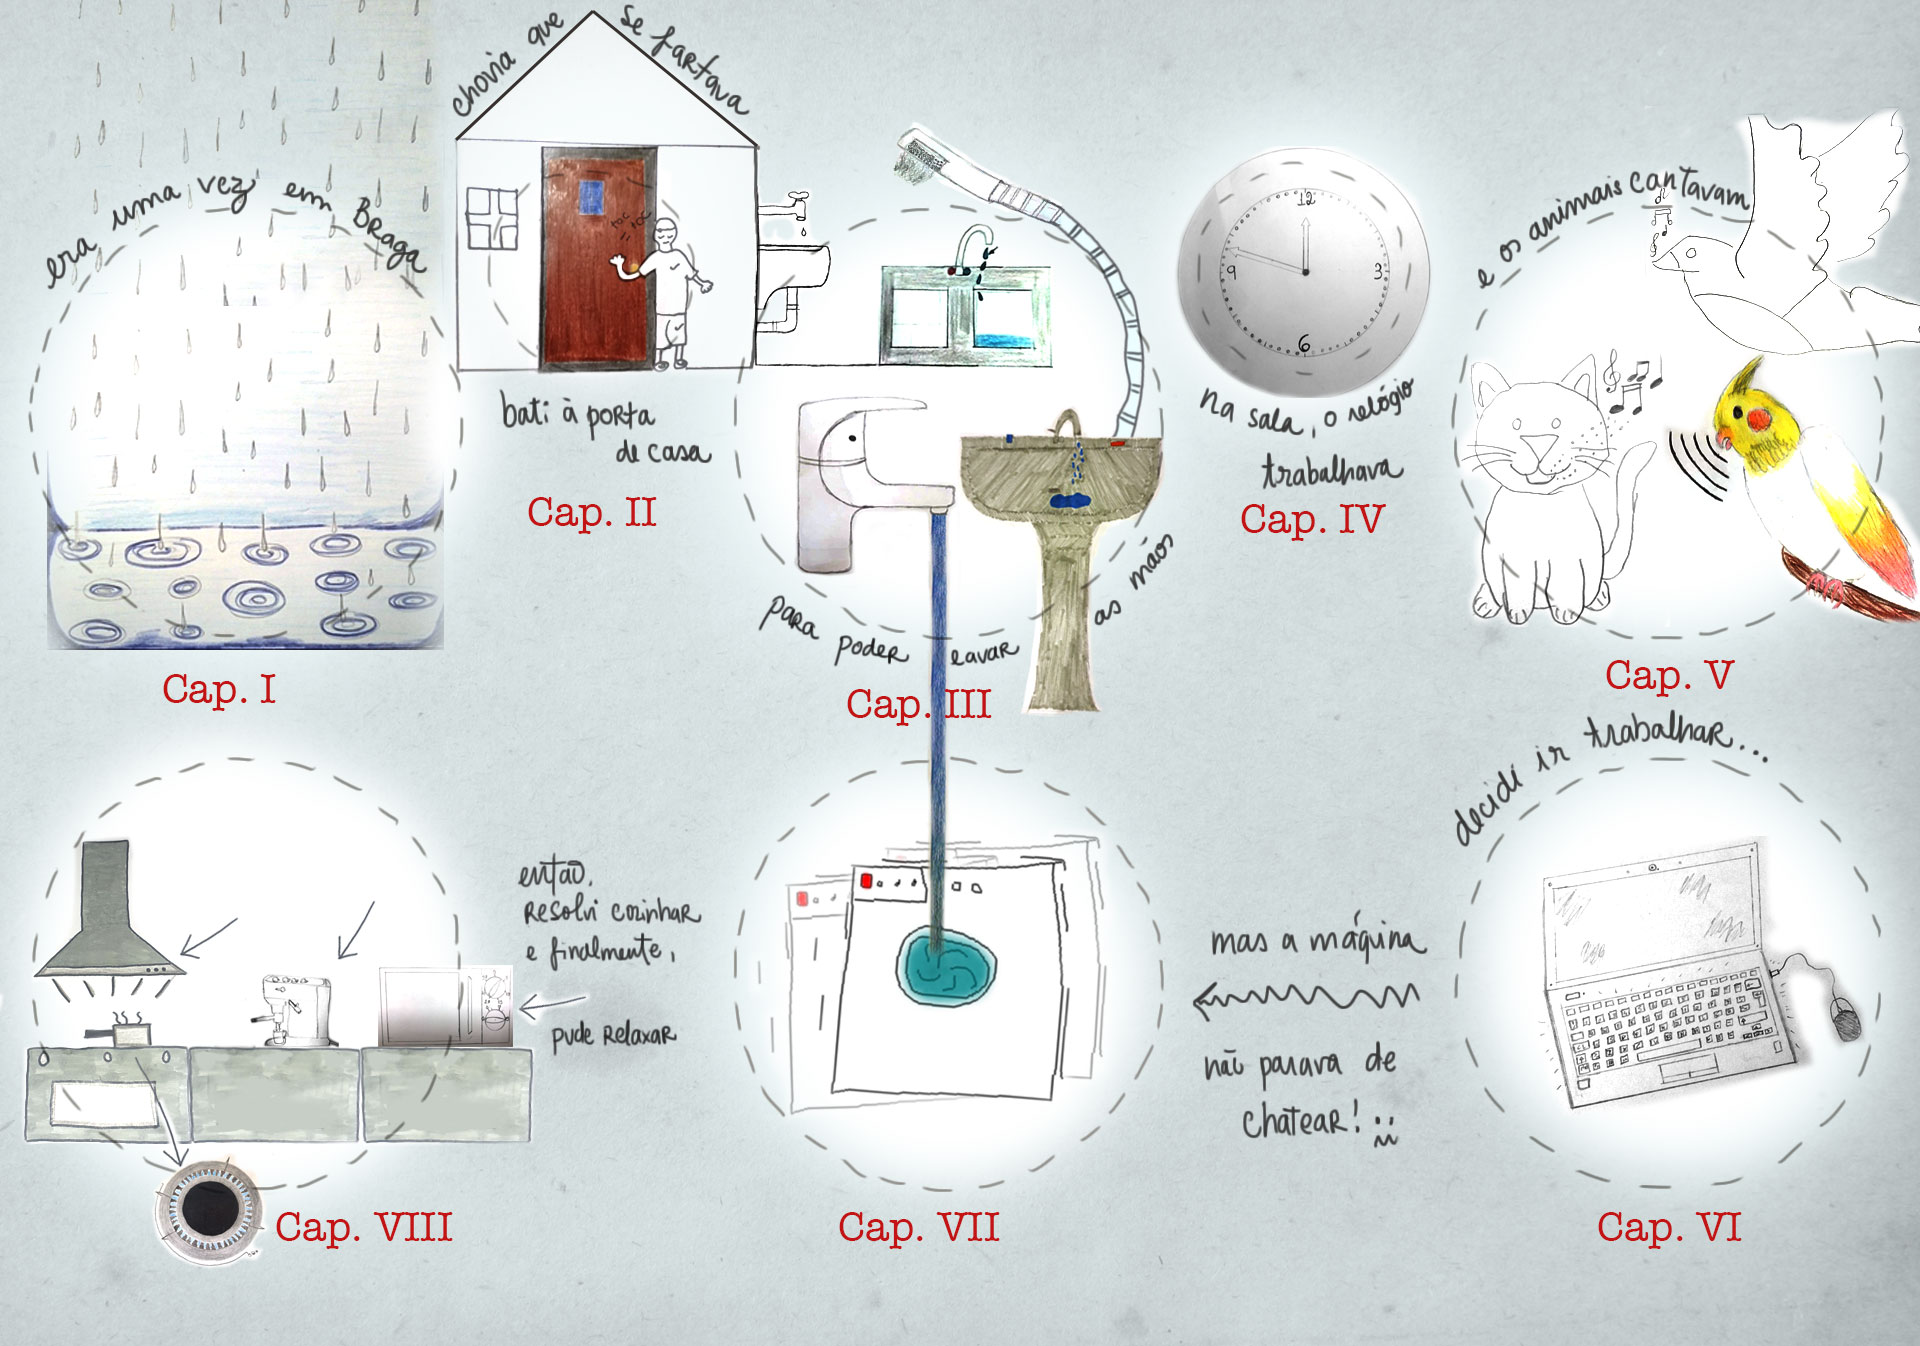 era uma vez em Braga
Cap. I
chovia que se fartava
toc
toc
bati à porta
de casa
Cap. II
para poder lavar as mãos
Cap. III
12
3
6
9
na sala, o relógio
trabalhava
Cap. IV
e os animais cantavam
Cap. V
decidi ir trabalhar...
Cap. VI
mas a máquina
não parava de
chatear!
Cap. VII
então,
resolvi cozinhar
e finalmente,
pude relaxar
Cap. VIII